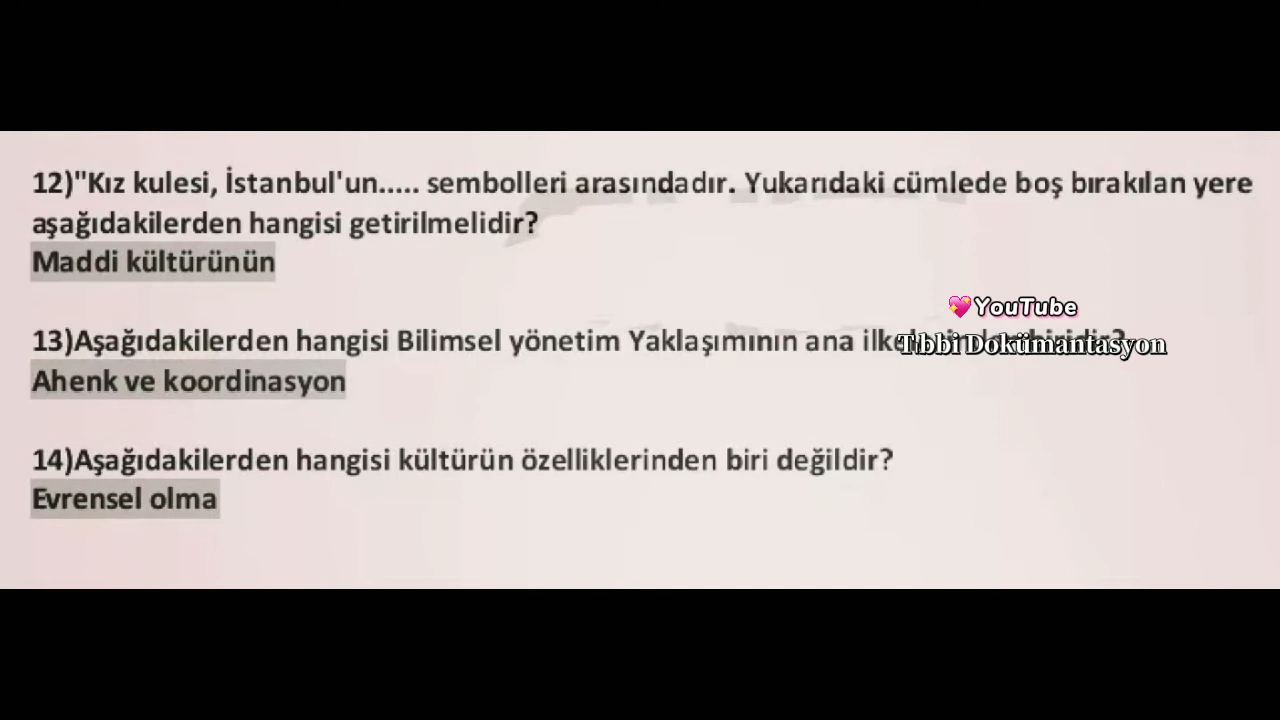 12)"Kız kulesi, İstanbul'un..... sembolleri arasındadır. Yukarıdaki cümlede boş bırakılan yere
aşağıdakilerden hangisi getirilmelidir?
Maddi kültürünün
💖YouTube
13)Aşağıdakilerden hangisi Bilimsel yönetim Yaklaşımının ana
Tıbbi Dokümantasyon
Ahenk ve koordinasyon
14)Aşağıdakilerden hangisi kültürün özelliklerinden biri değildir?
Evrensel olma